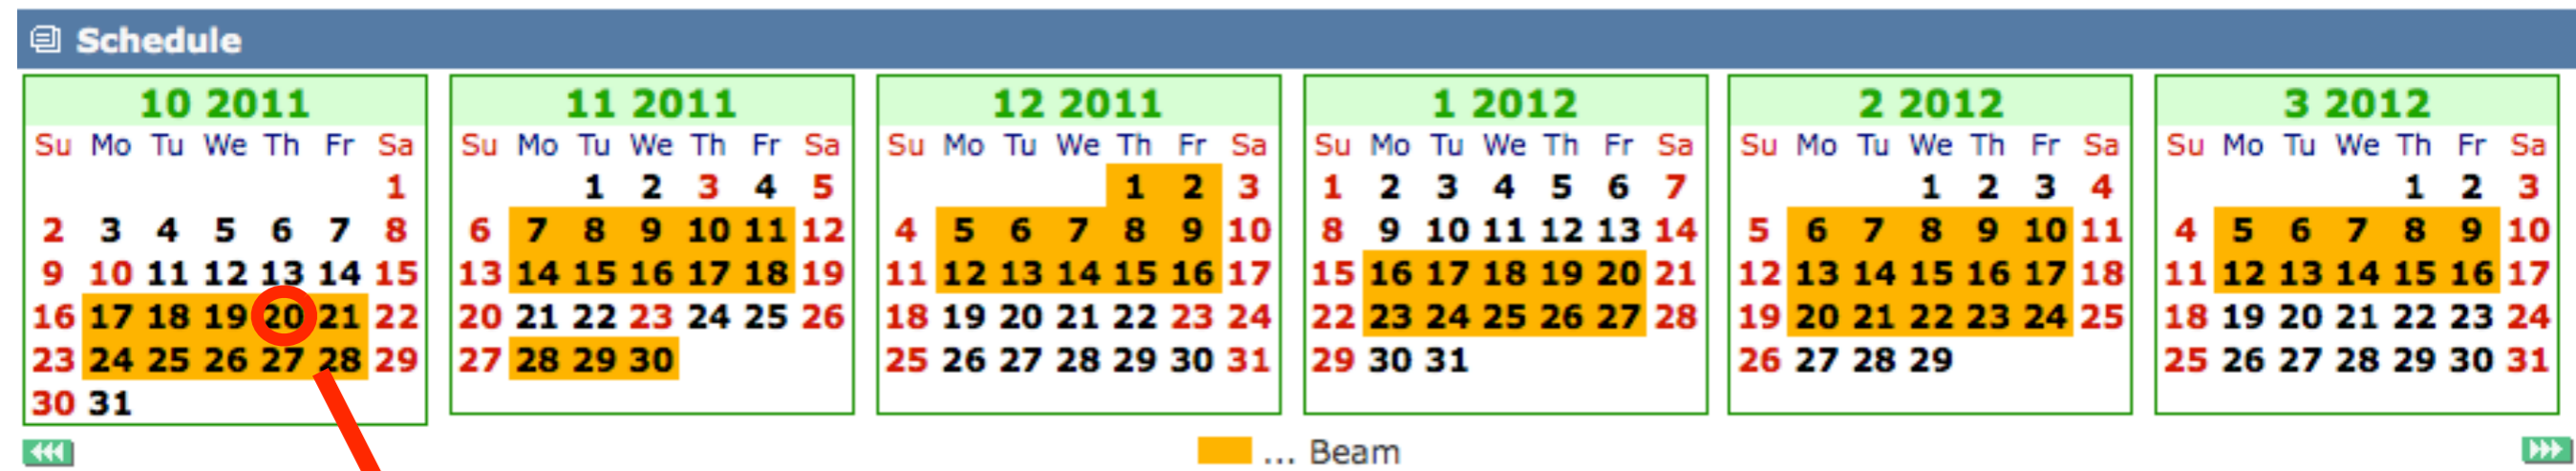 Schedule
10 2011
Su Mo Tu We Th Fr Sa
1
2 3 4 5 6 7 8
9 10 11 12 13 14 15
16 17 18 19 20 21 22
23 24 25 26 27 28 29
30 31
11 2011
Su Mo Tu We Th Fr Sa
1 2 3 4 5
6 7 8 9 10 11 12
13 14 15 16 17 18 19
20 21 22 23 24 25 26
27 28 29 30
12 2011
Su Mo Tu We Th Fr Sa
1 2 3
4 5 6 7 8 9 10
11 12 13 14 15 16 17
18 19 20 21 22 23 24
25 26 27 28 29 30 31
1 2012
Su Mo Tu We Th Fr Sa
1 2 3 4 5 6 7
8 9 10 11 12 13 14
15 16 17 18 19 20 21
22 23 24 25 26 27 28
29 30 31
2 2012
Su Mo Tu We Th Fr Sa
1 2 3 4
5 6 7 8 9 10 11
12 13 14 15 16 17 18
19 20 21 22 23 24 25
26 27 28 29
3 2012
Su Mo Tu We Th Fr Sa
1 2 3
4 5 6 7 8 9 10
11 12 13 14 15 16 17
18 19 20 21 22 23 24
25 26 27 28 29 30 31
... Beam